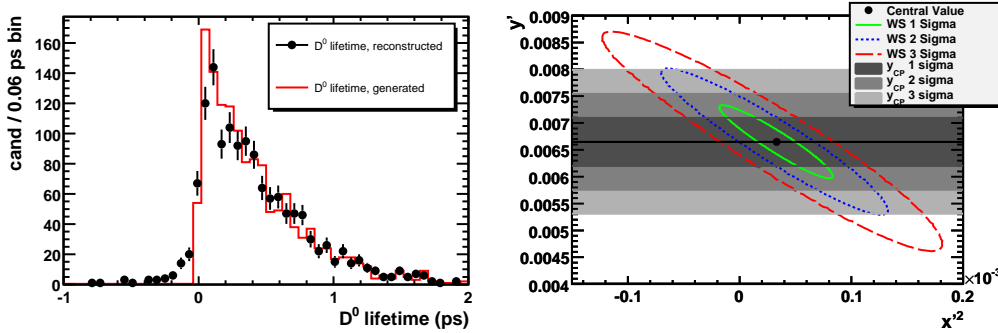 cand / 0.06 ps bin
160
140
120
100
80
60
40
20
0
-1 0 1 2
D⁰ lifetime (ps)
D⁰ lifetime, reconstructed
D⁰ lifetime, generated
y'
0.009
0.0085
0.008
0.0075
0.007
0.0065
0.006
0.0055
0.005
0.0045
0.004
-0.1 0 0.1 0.2
×10⁻³
x'²
Central Value
WS 1 Sigma
WS 2 Sigma
WS 3 Sigma
y_CP 1 sigma
y_CP 2 sigma
y_CP 3 sigma